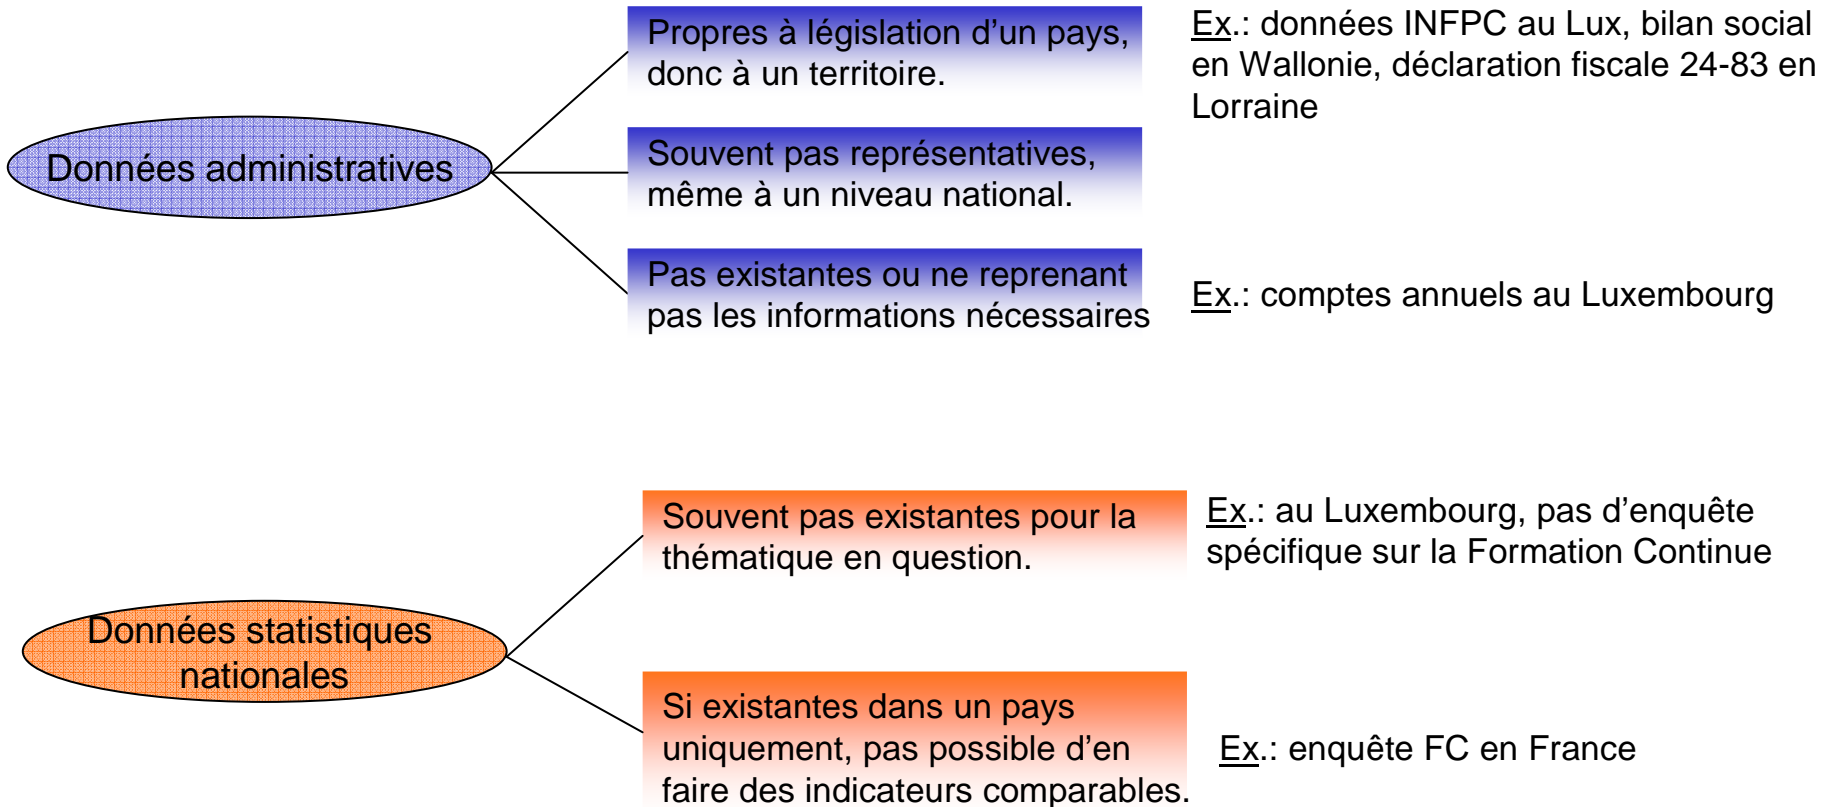 Données administratives
Propres à législation d'un pays,
donc à un territoire.
Ex.: données INFPC au Lux, bilan social
en Wallonie, déclaration fiscale 24-83 en
Lorraine
Souvent pas représentatives,
même à un niveau national.
Pas existantes ou ne reprenant
pas les informations nécessaires
Ex.: comptes annuels au Luxembourg
Données statistiques
nationales
Souvent pas existantes pour la
thématique en question.
Ex.: au Luxembourg, pas d'enquête
spécifique sur la Formation Continue
Si existantes dans un pays
uniquement, pas possible d'en
faire des indicateurs comparables.
Ex.: enquête FC en France